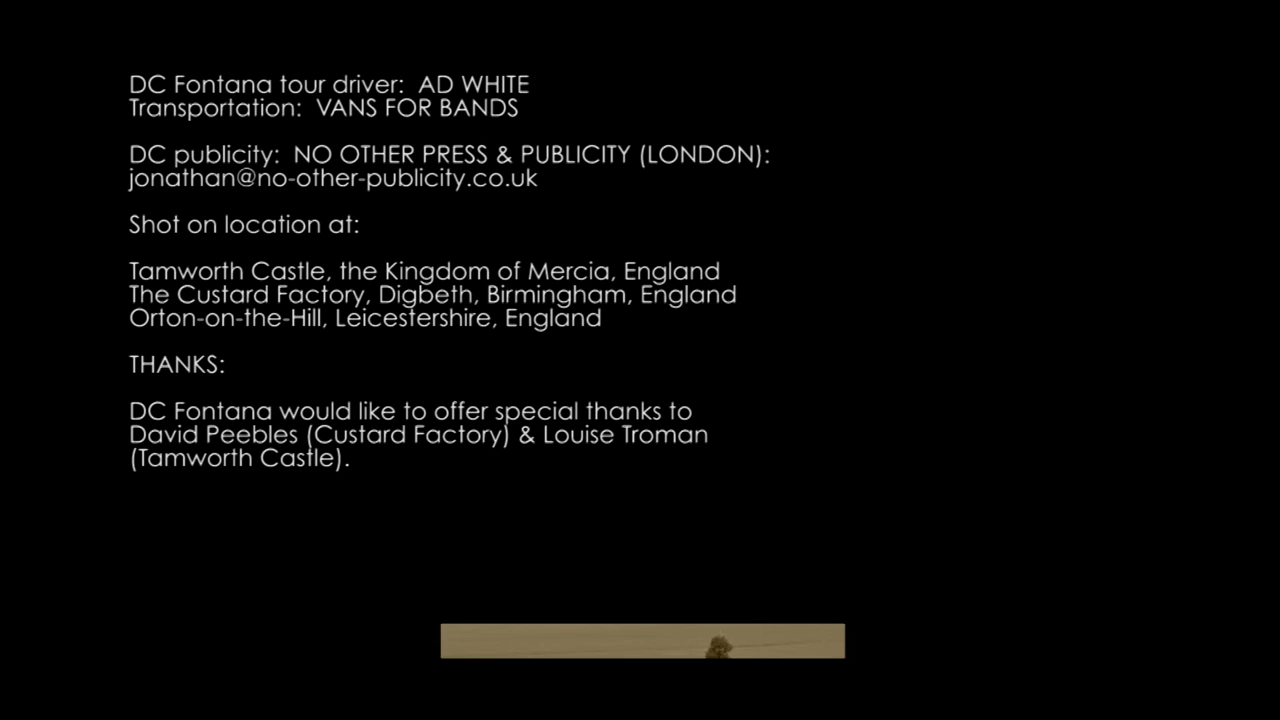 DC Fontana tour driver:  AD WHITE
Transportation:  VANS FOR BANDS
DC publicity:  NO OTHER PRESS & PUBLICITY (LONDON):
jonathan@no-other-publicity.co.uk
Shot on location at:
Tamworth Castle, the Kingdom of Mercia, England
The Custard Factory, Digbeth, Birmingham, England
Orton-on-the-Hill, Leicestershire, England
THANKS:
DC Fontana would like to offer special thanks to
David Peebles (Custard Factory) & Louise Troman
(Tamworth Castle).